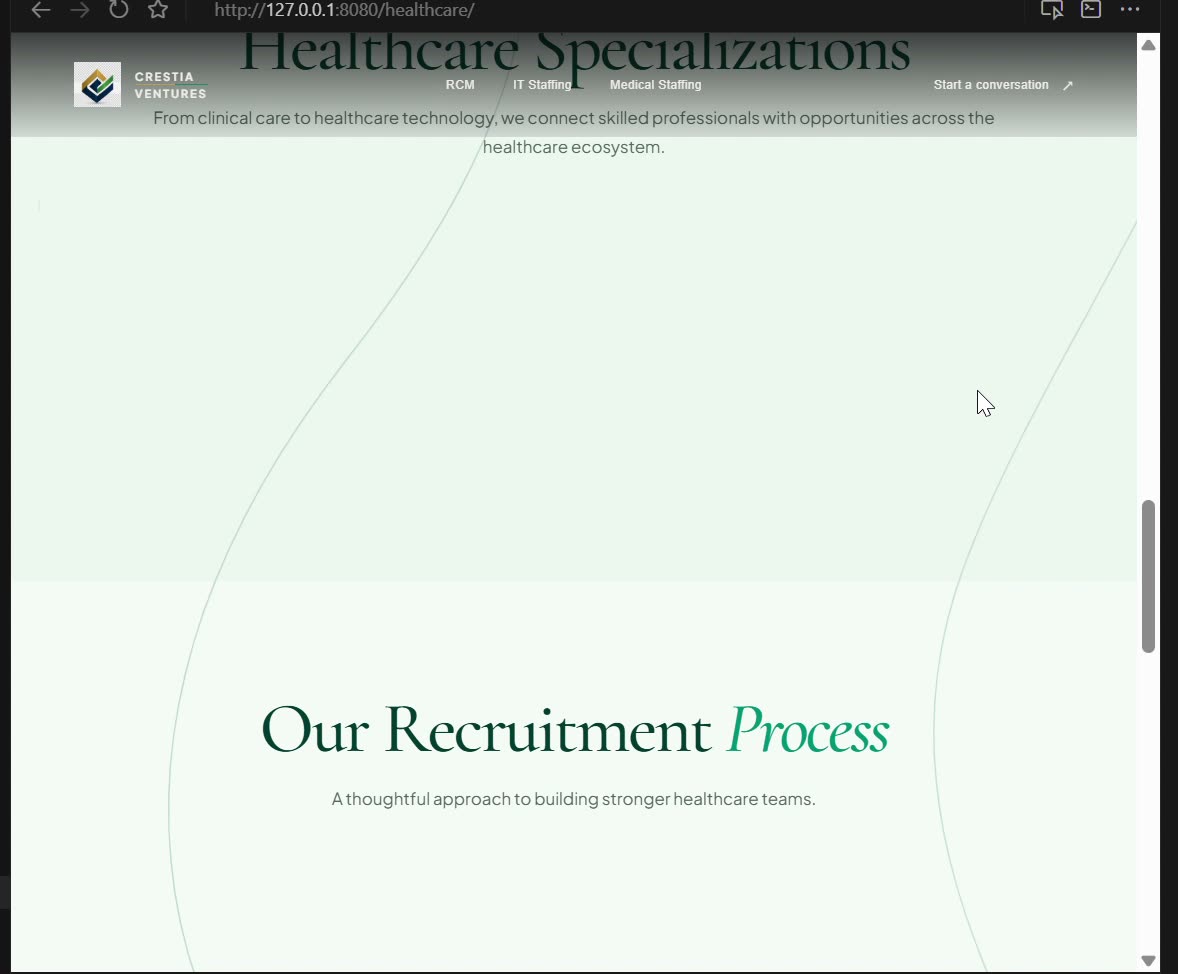 http://127.0.0.1:8080/healthcare/
Healthcare Specializations
CRESTIA
VENTURES
RCM
IT Staffing
Medical Staffing
Start a conversation ↗
From clinical care to healthcare technology, we connect skilled professionals with opportunities across the
healthcare ecosystem.
Our Recruitment Process
A thoughtful approach to building stronger healthcare teams.